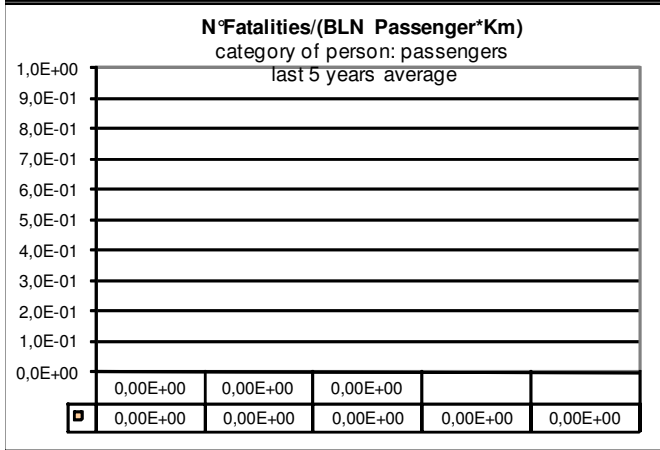 N°Fatalities/(BLN Passenger*Km)
category of person: passengers
last 5 years average
1,0E+00
9,0E-01
8,0E-01
7,0E-01
6,0E-01
5,0E-01
4,0E-01
3,0E-01
2,0E-01
1,0E-01
0,0E+00
0,00E+00 0,00E+00 0,00E+00
0,00E+00 0,00E+00 0,00E+00 0,00E+00 0,00E+00